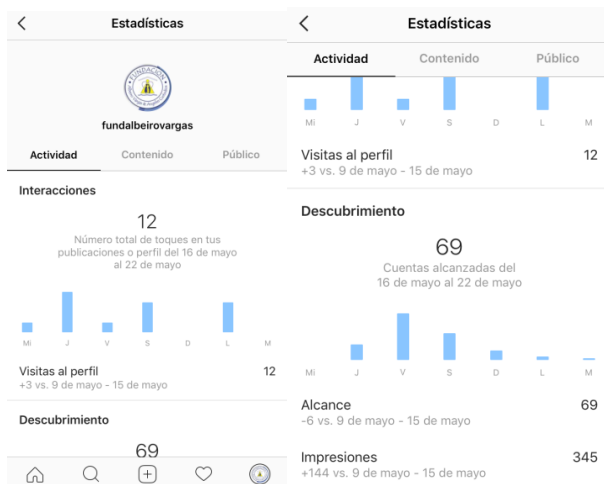 Estadísticas
fundalbeirovargas
Actividad Contenido Público
Interacciones
12
Número total de toques en tus
publicaciones o perfil del 16 de mayo
al 22 de mayo
Mi J V S D L M
Visitas al perfil 12
+3 vs. 9 de mayo - 15 de mayo
Descubrimiento
69
Estadísticas
Actividad Contenido Público
Mi J V S D L M
Visitas al perfil 12
+3 vs. 9 de mayo - 15 de mayo
Descubrimiento
69
Cuentas alcanzadas del
16 de mayo al 22 de mayo
Mi J V S D L M
Alcance 69
-6 vs. 9 de mayo - 15 de mayo
Impresiones 345
+144 vs. 9 de mayo - 15 de mayo